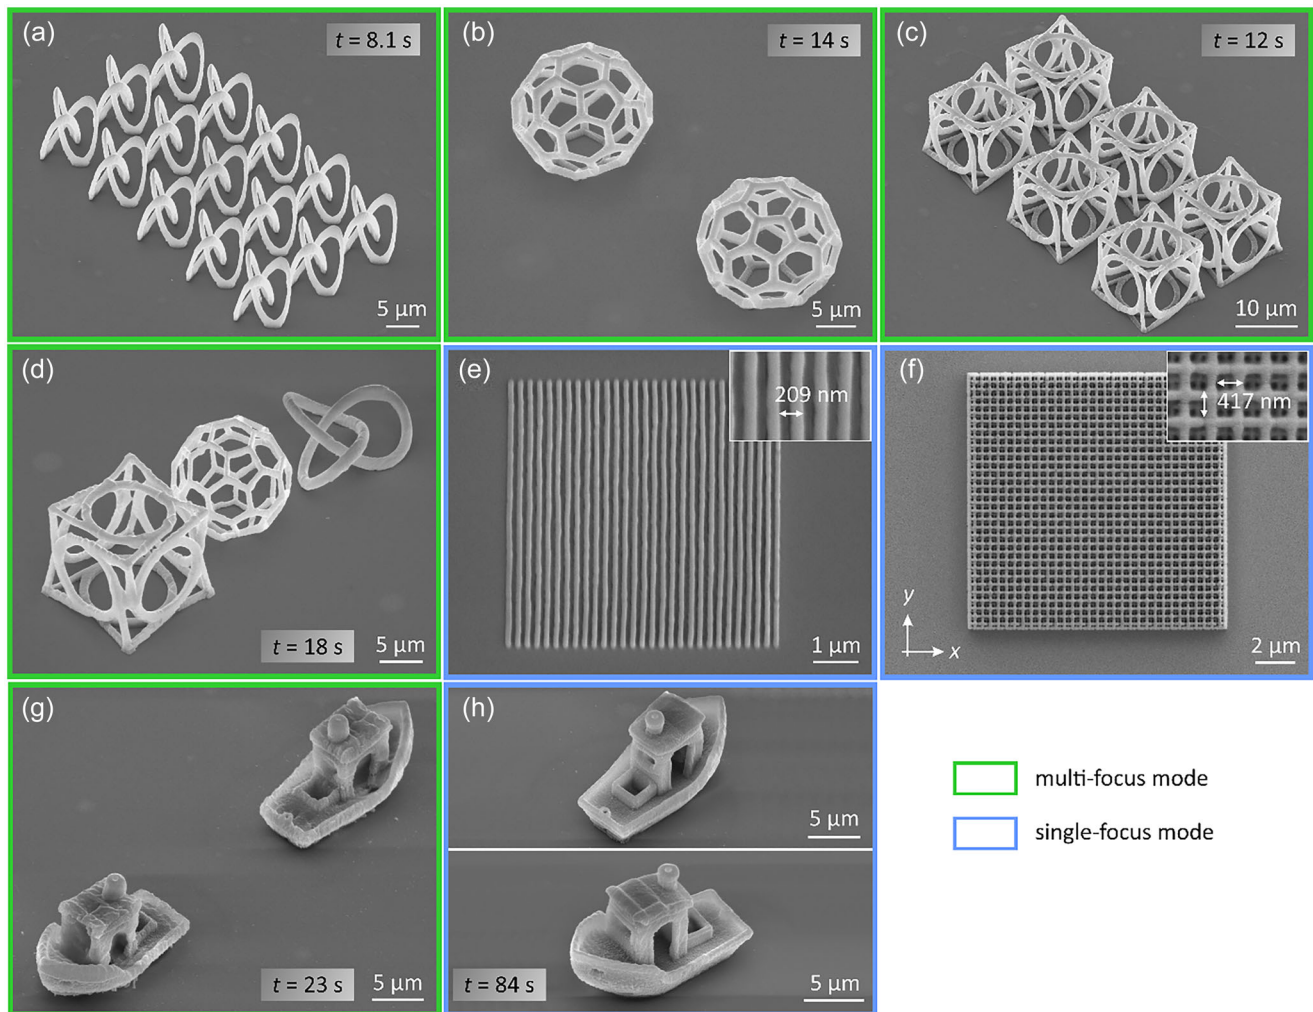 (a)
t = 8.1 s
5 µm
(b)
t = 14 s
5 µm
(c)
t = 12 s
10 µm
(d)
t = 18 s
5 µm
(e)
209 nm
1 µm
(f)
417 nm
y
x
2 µm
(g)
t = 23 s
5 µm
(h)
5 µm
t = 84 s
5 µm
multi-focus mode
single-focus mode